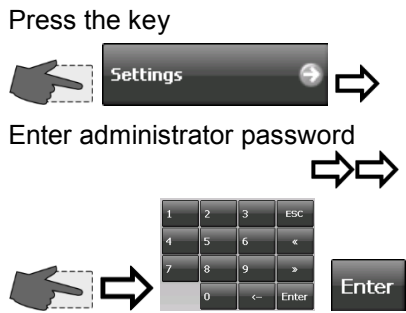 Press the key
Settings
Enter administrator password
1 2 3 ESC
4 5 6 «
7 8 9 »
0 <- Enter
Enter